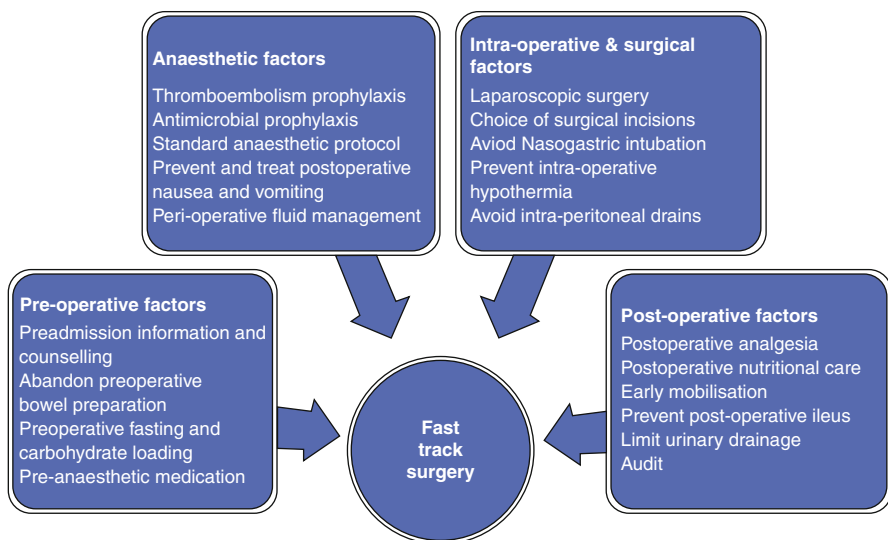 Anaesthetic factors
Thromboembolism prophylaxis
Antimicrobial prophylaxis
Standard anaesthetic protocol
Prevent and treat postoperative
nausea and vomiting
Peri-operative fluid management
Intra-operative & surgical
factors
Laparoscopic surgery
Choice of surgical incisions
Aviod Nasogastric intubation
Prevent intra-operative
hypothermia
Avoid intra-peritoneal drains
Pre-operative factors
Preadmission information and
counselling
Abandon preoperative
bowel preparation
Preoperative fasting and
carbohydrate loading
Pre-anaesthetic medication
Fast
track
surgery
Post-operative factors
Postoperative analgesia
Postoperative nutritional care
Early mobilisation
Prevent post-operative ileus
Limit urinary drainage
Audit